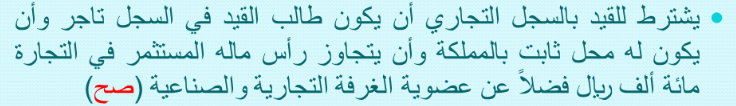 • يشترط للقيد بالسجل التجاري أن يكون طالب القيد في السجل تاجر وأن
يكون له محل ثابت بالمملكة وأن يتجاوز رأس ماله المستثمر في التجارة
مائة ألف ريال فضلاً عن عضوية الغرفة التجارية والصناعية (صح)